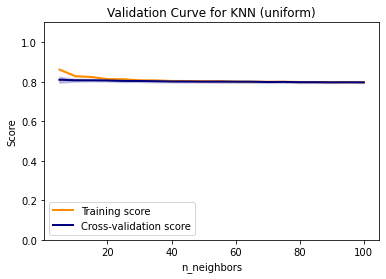 Validation Curve for KNN (uniform)
Score
1.0
0.8
0.6
0.4
0.2
0.0
Training score
Cross-validation score
20
40
60
80
100
n_neighbors